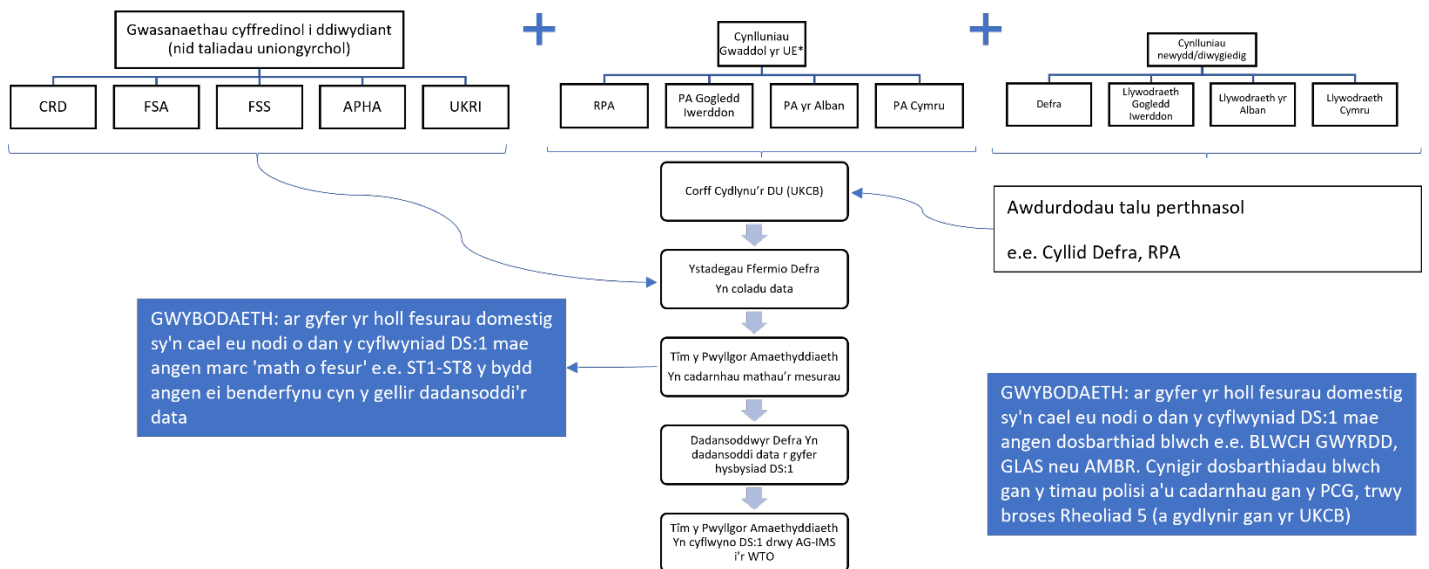 Gwasanaethau cyffredinol i ddiwydiant
(nid taliadau uniongyrchol)
CRD
FSA
FSS
APHA
UKRI
+
Cynlluniau
Gwaddol yr UE*
RPA
PA Gogledd
Iwerddon
PA yr Alban
PA Cymru
+
Cynlluniau
newydd/diwygiedig
Defra
Llywodraeth
Gogledd
Iwerddon
Llywodraeth yr
Alban
Llywodraeth
Cymru
Corff Cydlynu'r DU (UKCB)
Awdurdodau talu perthnasol
e.e. Cyllid Defra, RPA
Ystadegau Ffermio Defra
Yn coladu data
GWYBODAETH: ar gyfer yr holl fesurau domestig
sy'n cael eu nodi o dan y cyflwyniad DS:1 mae
angen marc 'math o fesur' e.e. ST1-ST8 y bydd
angen ei benderfynu cyn y gellir dadansoddi'r
data
Tîm y Pwyllgor Amaethyddiaeth
Yn cadarnhau mathau'r mesurau
GWYBODAETH: ar gyfer yr holl fesurau domestig
sy'n cael eu nodi o dan y cyflwyniad DS:1 mae
angen dosbarthiad blwch e.e. BLWCH GWYRDD,
GLAS neu AMBR. Cynigir dosbarthiadau blwch
gan y timau polisi a'u cadarnhau gan y PCG, trwy
broses Rheoliad 5 (a gydlynir gan yr UKCB)
Dadansoddwyr Defra Yn
dadansoddi data r gyfer
hysbysiad DS:1
Tîm y Pwyllgor Amaethyddiaeth
Yn cyflwyno DS:1 drwy AG-IMS
i'r WTO